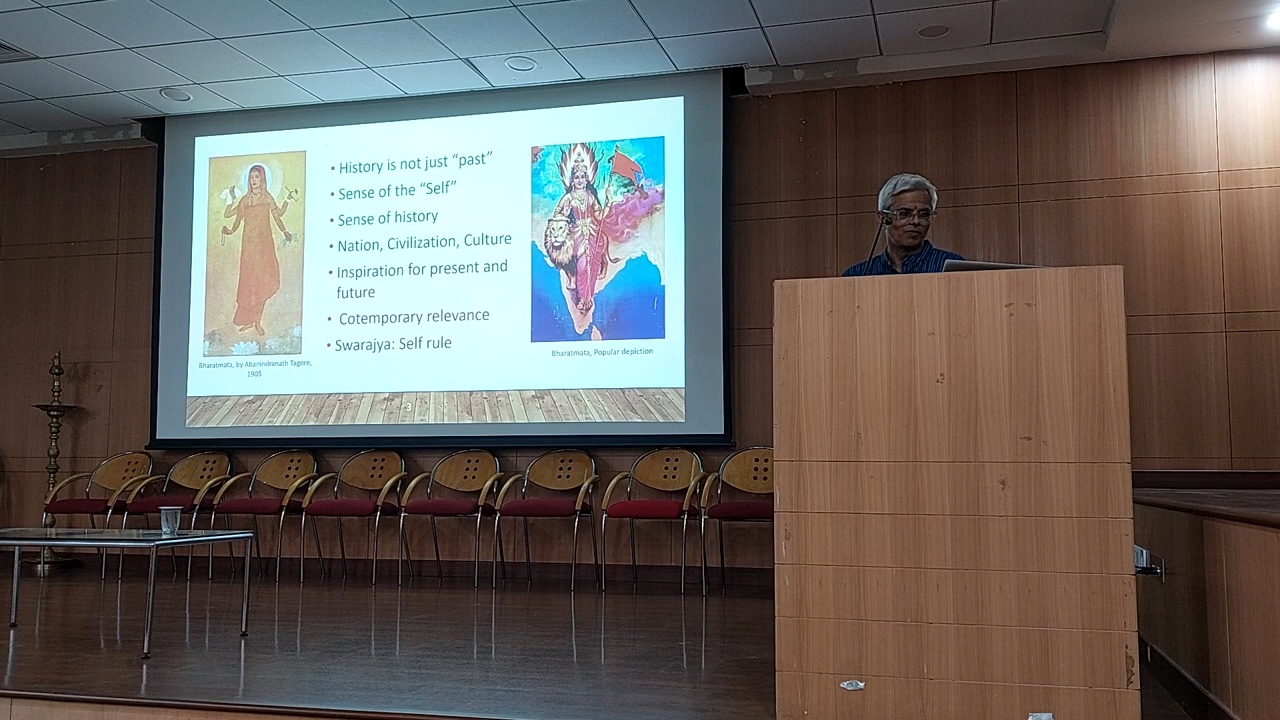 • History is not just “past”
• Sense of the “Self”
• Sense of history
• Nation, Civilization, Culture
• Inspiration for present and
future
• Cotemporary relevance
• Swarajya: Self rule
Bharatmata, by Abanindranath Tagore,
1905
Bharatmata, Popular depiction
3